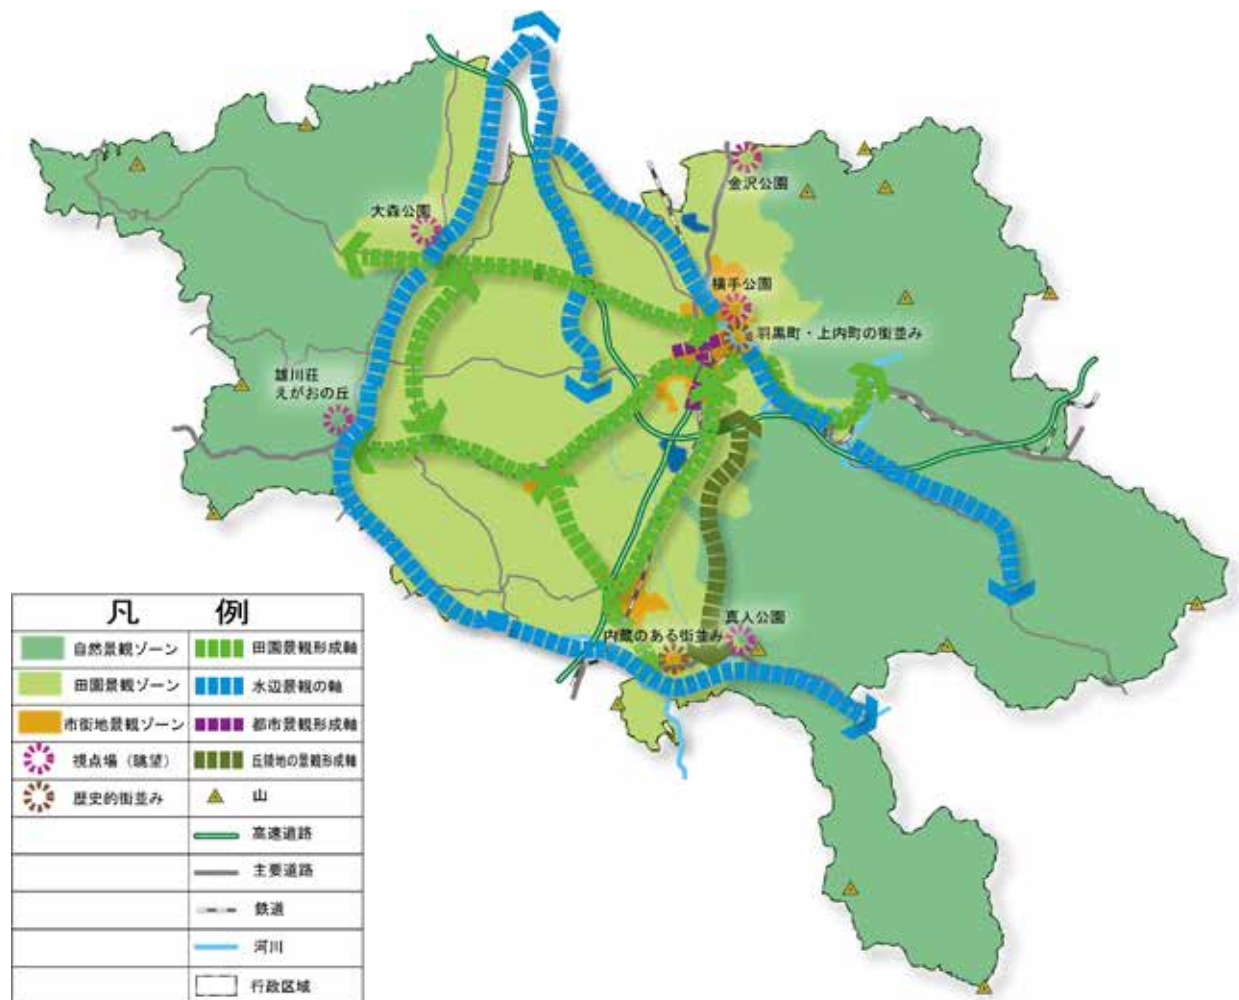 金沢公園
大森公園
横手公園
羽黒町・上内町の街並み
雄川荘
えがおの丘
真人公園
内蔵のある街並み
凡 例
自然景観ゾーン
田園景観形成軸
田園景観ゾーン
水辺景観の軸
市街地景観ゾーン
都市景観形成軸
視点場(眺望)
丘陵地の景観形成軸
歴史的街並み
山
高速道路
主要道路
鉄道
河川
行政区域